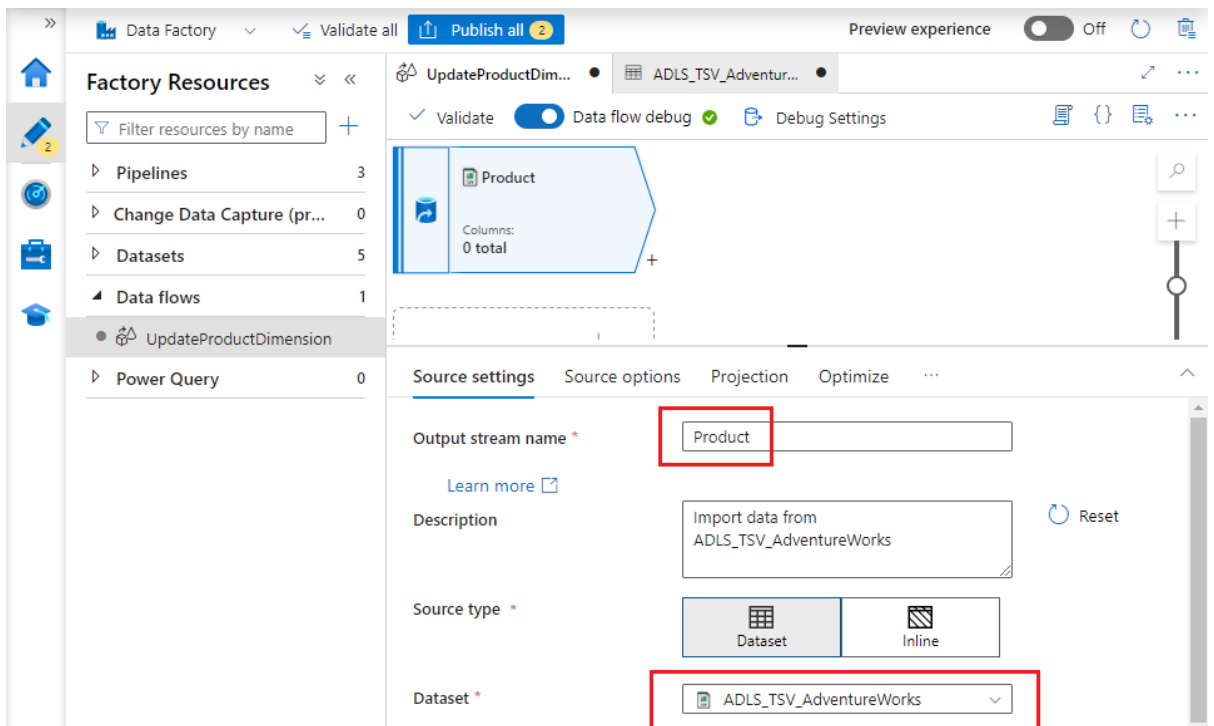 Data Factory
Validate all
Publish all 2
Preview experience
Off
2
Factory Resources
Filter resources by name
Pipelines 3
Change Data Capture (pr... 0
Datasets 5
Data flows 1
UpdateProductDimension
Power Query 0
UpdateProductDim...
ADLS_TSV_Adventur...
Validate
Data flow debug
Debug Settings
Product
Columns:
0 total
Source settings
Source options
Projection
Optimize
Output stream name *
Product
Learn more
Description
Import data from
ADLS_TSV_AdventureWorks
Reset
Source type *
Dataset
Inline
Dataset *
ADLS_TSV_AdventureWorks